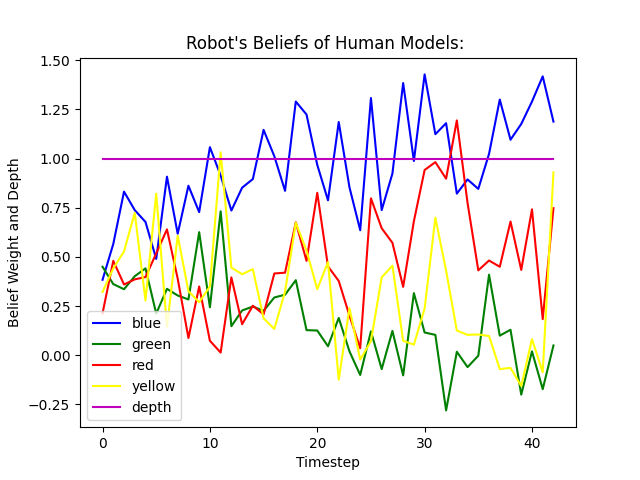 Robot's Beliefs of Human Models:
Belief Weight and Depth
1.50
1.25
1.00
0.75
0.50
0.25
0.00
−0.25
blue
green
red
yellow
depth
0 10 20 30 40
Timestep